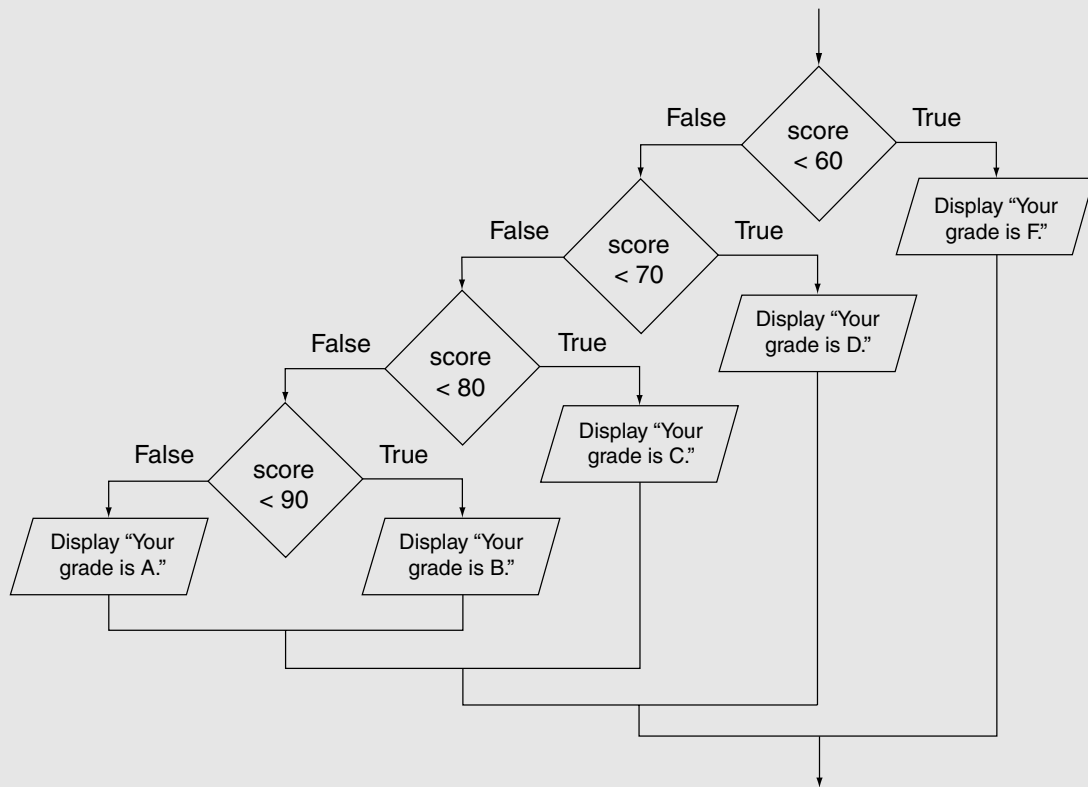 False
True
score
< 60
Display “Your
grade is F.”
False
True
score
< 70
Display “Your
grade is D.”
False
True
score
< 80
Display “Your
grade is C.”
False
True
score
< 90
Display “Your
grade is A.”
Display “Your
grade is B.”